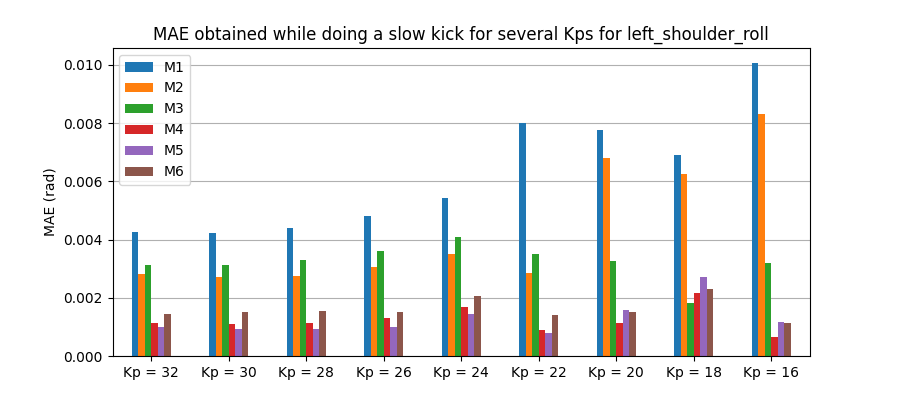 MAE obtained while doing a slow kick for several Kps for left_shoulder_roll
MAE (rad)
0.010
0.008
0.006
0.004
0.002
0.000
M1
M2
M3
M4
M5
M6
Kp = 32 Kp = 30 Kp = 28 Kp = 26 Kp = 24 Kp = 22 Kp = 20 Kp = 18 Kp = 16